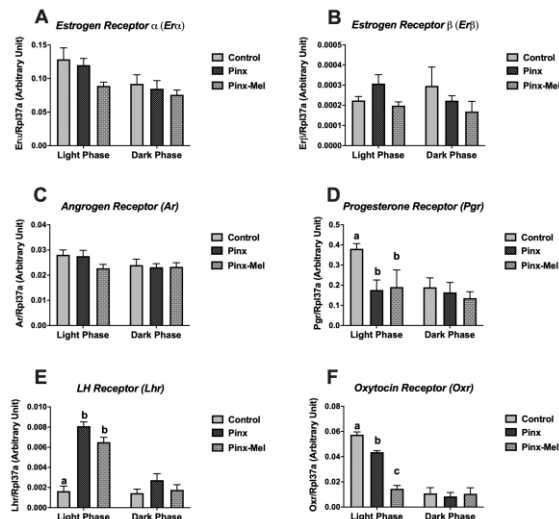 A
Estrogen Receptor α (Erα)
Erα/Rpl37a (Arbitrary Unit)
0.15
0.10
0.05
0.00
Light Phase
Dark Phase
Control
Pinx
Pinx-Mel
B
Estrogen Receptor β (Erβ)
Erβ/Rpl37a (Arbitrary Unit)
0.0005
0.0004
0.0003
0.0002
0.0001
0.0000
Light Phase
Dark Phase
Control
Pinx
Pinx-Mel
C
Angrogen Receptor (Ar)
Ar/Rpl37a (Arbitrary Unit)
0.04
0.03
0.02
0.01
0.00
Light Phase
Dark Phase
Control
Pinx
Pinx-Mel
D
Progesterone Receptor (Pgr)
Pgr/Rpl37a (Arbitrary Unit)
0.5
0.4
0.3
0.2
0.1
0.0
a
b
b
Light Phase
Dark Phase
Control
Pinx
Pinx-Mel
E
LH Receptor (Lhr)
Lhr/Rpl37a (Arbitrary Unit)
0.010
0.008
0.006
0.004
0.002
0.000
a
b
b
Light Phase
Dark Phase
Control
Pinx
Pinx-Mel
F
Oxytocin Receptor (Oxr)
Oxr/Rpl37a (Arbitrary Unit)
0.08
0.06
0.04
0.02
0.00
a
b
c
Light Phase
Dark Phase
Control
Pinx
Pinx-Mel